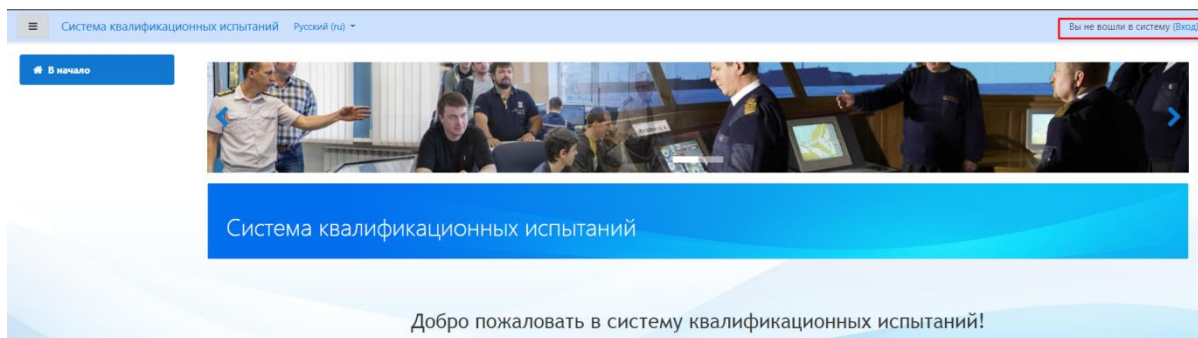 Система квалификационных испытаний Русский (ru) Вы не вошли в систему (Вход)
В начало
Система квалификационных испытаний
Добро пожаловать в систему квалификационных испытаний!